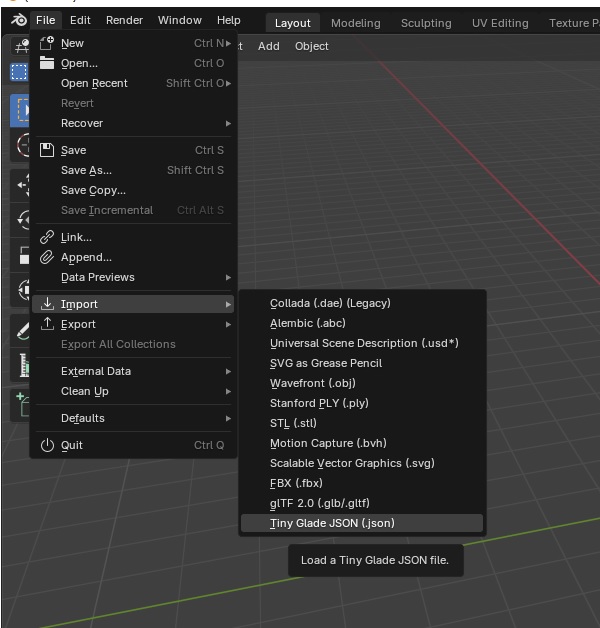 File Edit Render Window Help Layout Modeling Sculpting UV Editing Texture
New Ctrl N
Add Object
Open... Ctrl O
Open Recent Shift Ctrl O
Revert
Recover
Save Ctrl S
Save As... Shift Ctrl S
Save Copy...
Save Incremental Ctrl Alt S
Link...
Append...
Data Previews
Import
Export
Export All Collections
External Data
Clean Up
Defaults
Quit Ctrl Q
Collada (.dae) (Legacy)
Alembic (.abc)
Universal Scene Description (.usd*)
SVG as Grease Pencil
Wavefront (.obj)
Stanford PLY (.ply)
STL (.stl)
Motion Capture (.bvh)
Scalable Vector Graphics (.svg)
FBX (.fbx)
glTF 2.0 (.glb/.gltf)
Tiny Glade JSON (.json)
Load a Tiny Glade JSON file.